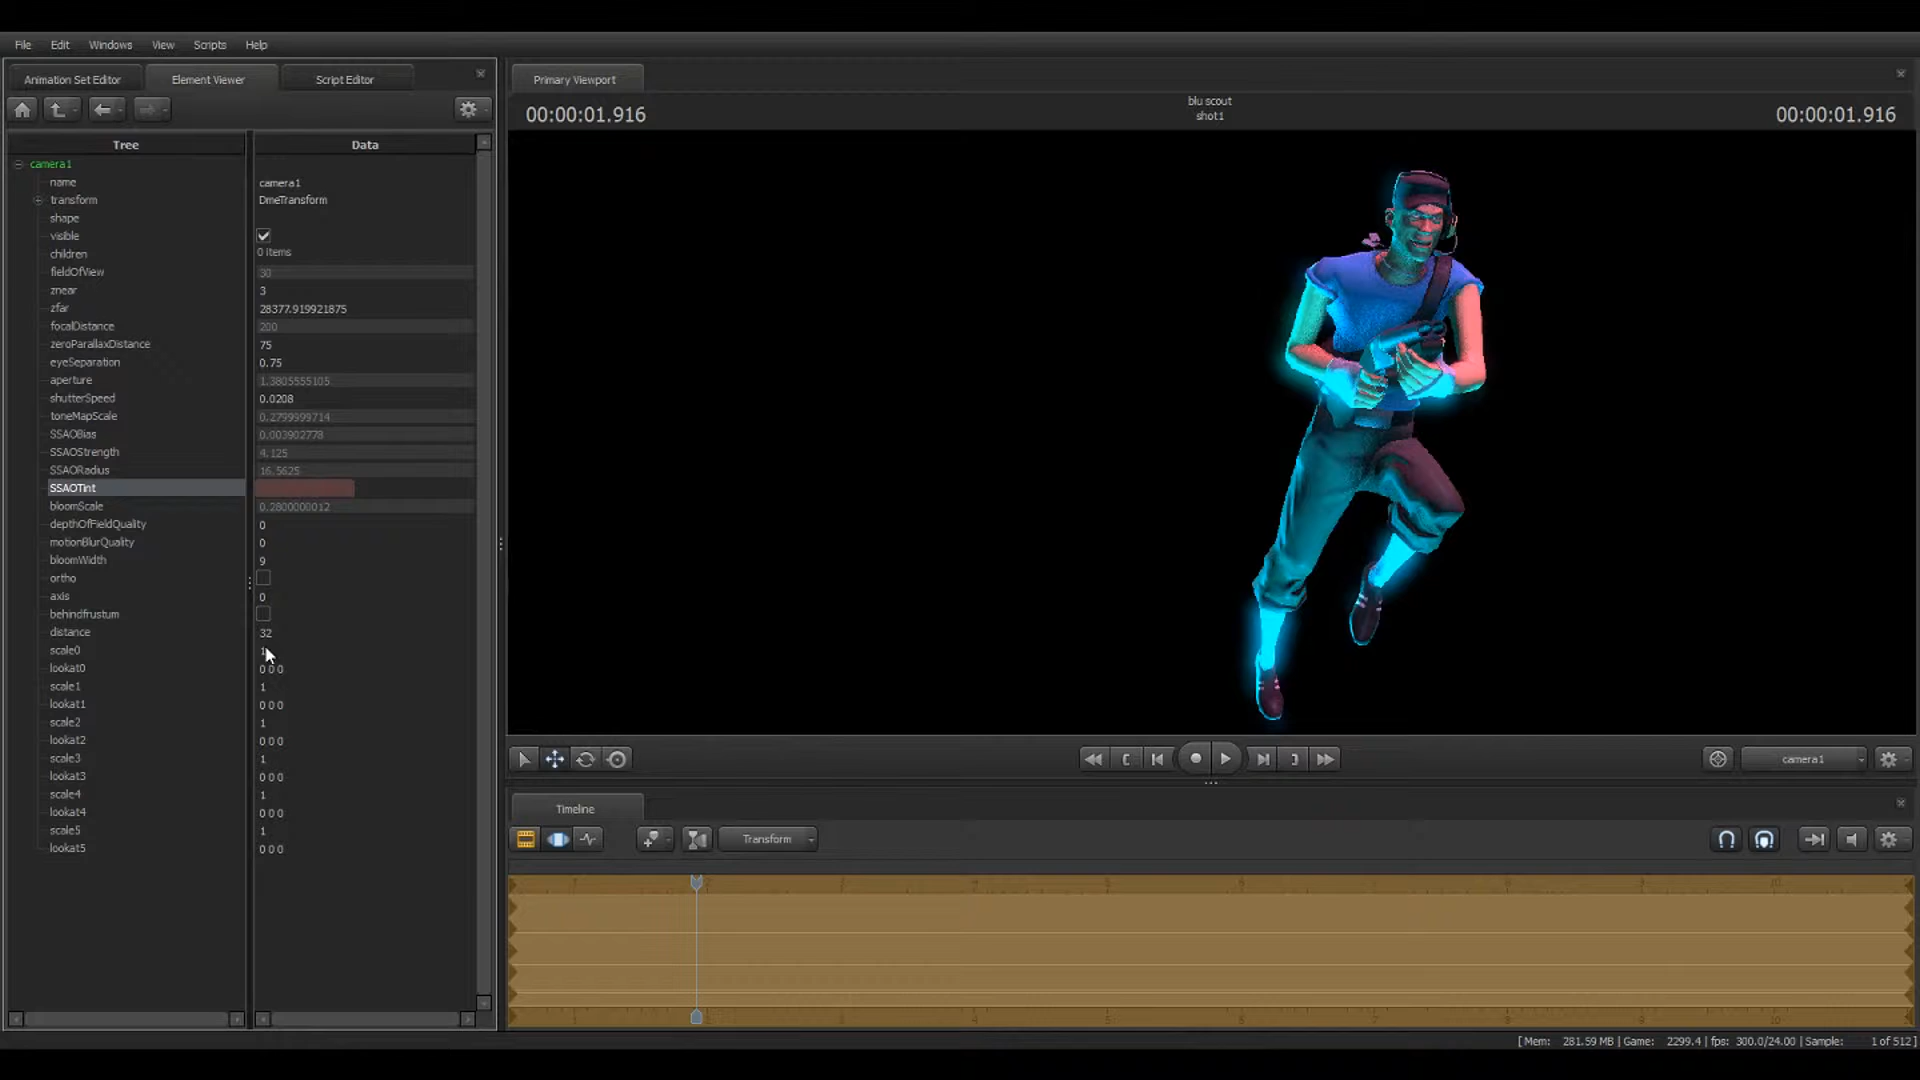 File Edit Windows View Scripts Help
Animation Set Editor Element Viewer Script Editor
Primary Viewport
00:00:01.916
blu scout
shot1
00:00:01.916
Tree Data
camera1
name camera1
transform DmeTransform
shape
visible
children 0 items
fieldOfView 30
znear 3
zfar 28377.919921875
focalDistance 200
zeroParallaxDistance 75
eyeSeparation 0.75
aperture 1.3805555105
shutterSpeed 0.0208
toneMapScale 0.2799999714
SSAOBias 0.003902778
SSAOStrength 4.125
SSAORadius 16.5625
SSAOTint
bloomScale 0.2800000012
depthOfFieldQuality 0
motionBlurQuality 0
bloomWidth 9
ortho
axis 0
behindfrustum
distance 32
scale0 1
lookat0 0 0 0
scale1 1
lookat1 0 0 0
scale2 1
lookat2 0 0 0
scale3 1
lookat3 0 0 0
scale4 1
lookat4 0 0 0
scale5 1
lookat5 0 0 0
camera1
Timeline
Transform
[ Mem: 281.59 MB | Game: 2299.4 | fps: 300.0/24.00 | Sample: 1 of 512 ]